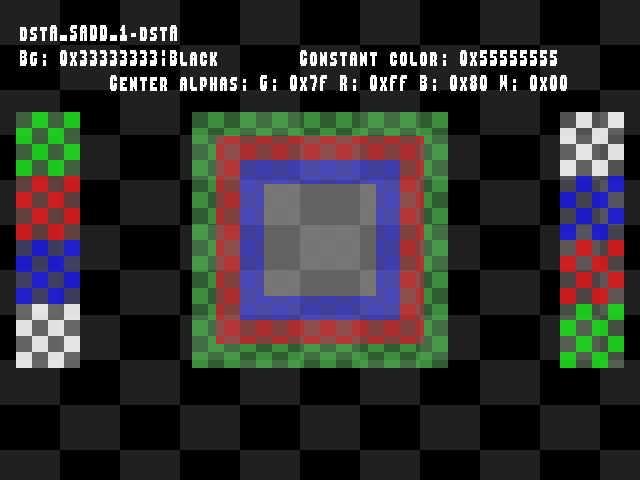 dstA_SADD_1-dstA
Bg: 0x33333333¦Black Constant color: 0x55555555
Center alphas: G: 0x7f R: 0xff B: 0x80 W: 0x00